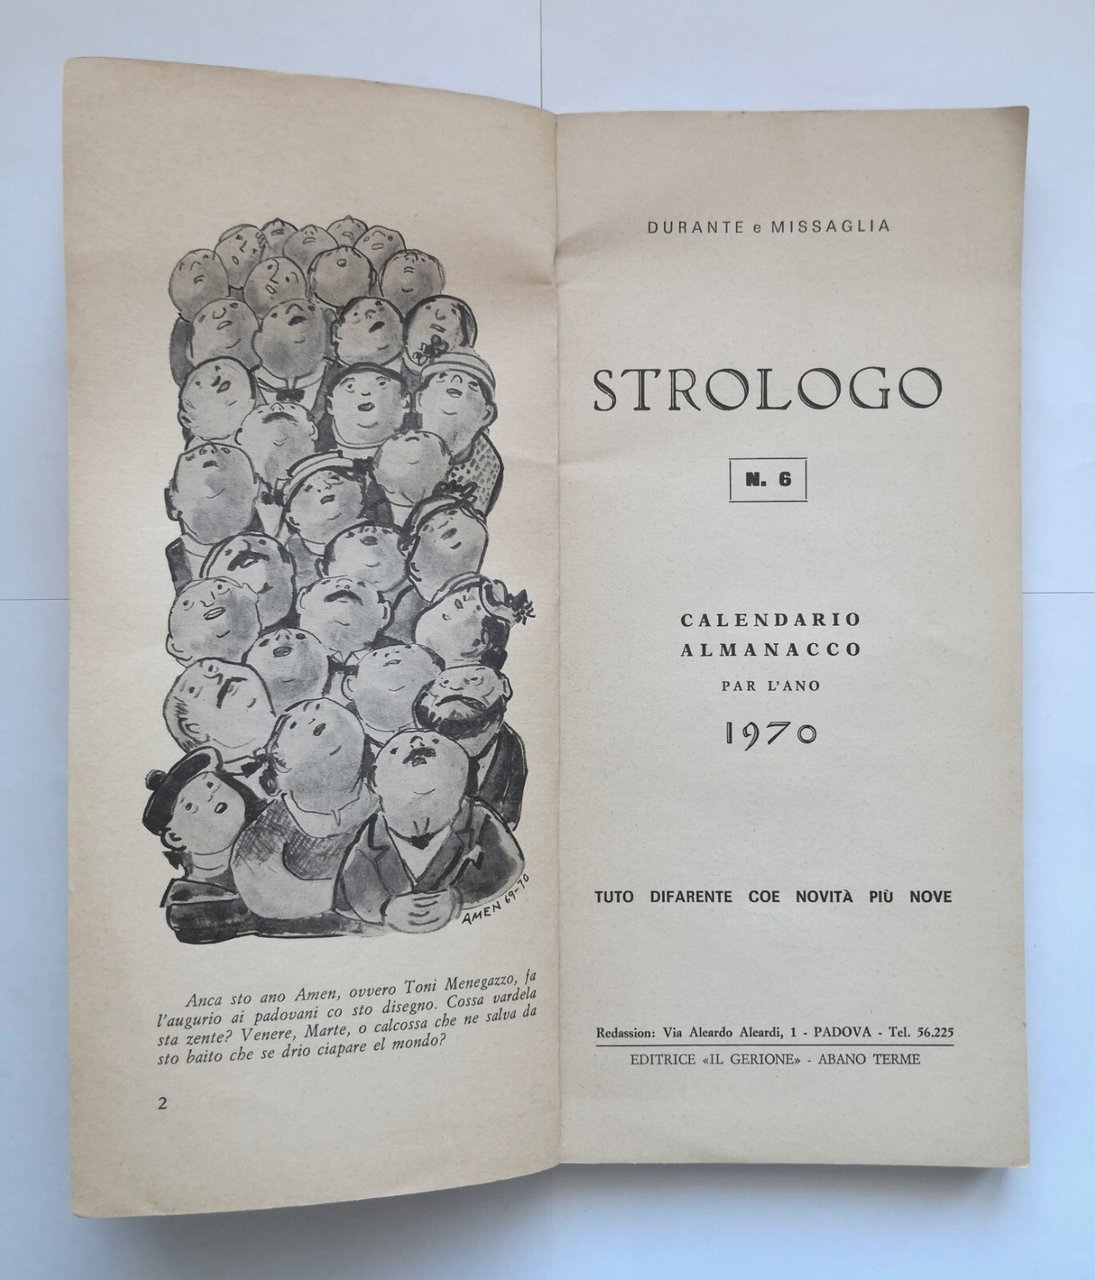 AMEN 69-70
Anca sto ano Amen, ovvero Toni Menegazzo, fa
l'augurio ai padovani co sto disegno. Cossa vardela
sta zente? Venere, Marte, o calcossa che ne salva da
sto baito che se drio ciapare el mondo?
2
DURANTE e MISSAGLIA
STROLOGO
N. 6
CALENDARIO
ALMANACCO
PAR L'ANO
1970
TUTO DIFARENTE COE NOVITÀ PIÙ NOVE
Redassion: Via Aleardo Aleardi, 1 - PADOVA - Tel. 56.225
EDITRICE «IL GERIONE» - ABANO TERME